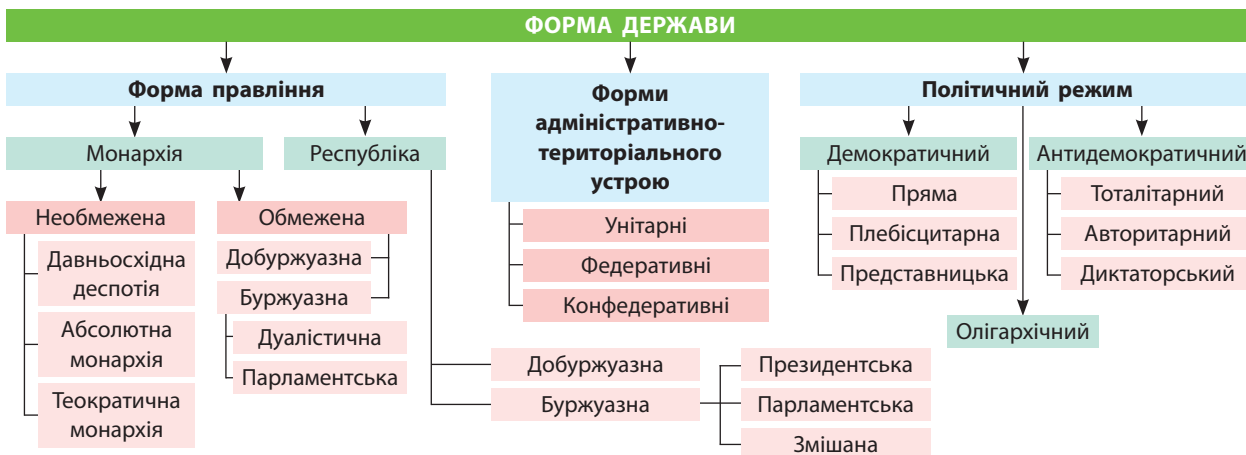 ФОРМА ДЕРЖАВИ
Форма правління
Монархія
Республіка
Необмежена
Давньосхідна
деспотія
Абсолютна
монархія
Теократична
монархія
Обмежена
Добуржуазна
Буржуазна
Дуалістична
Парламентська
Добуржуазна
Буржуазна
Президентська
Парламентська
Змішана
Форми
адміністративно-
територіального
устрою
Унітарні
Федеративні
Конфедеративні
Політичний режим
Демократичний
Пряма
Плебісцитарна
Представницька
Антидемократичний
Тоталітарний
Авторитарний
Диктаторський
Олігархічний